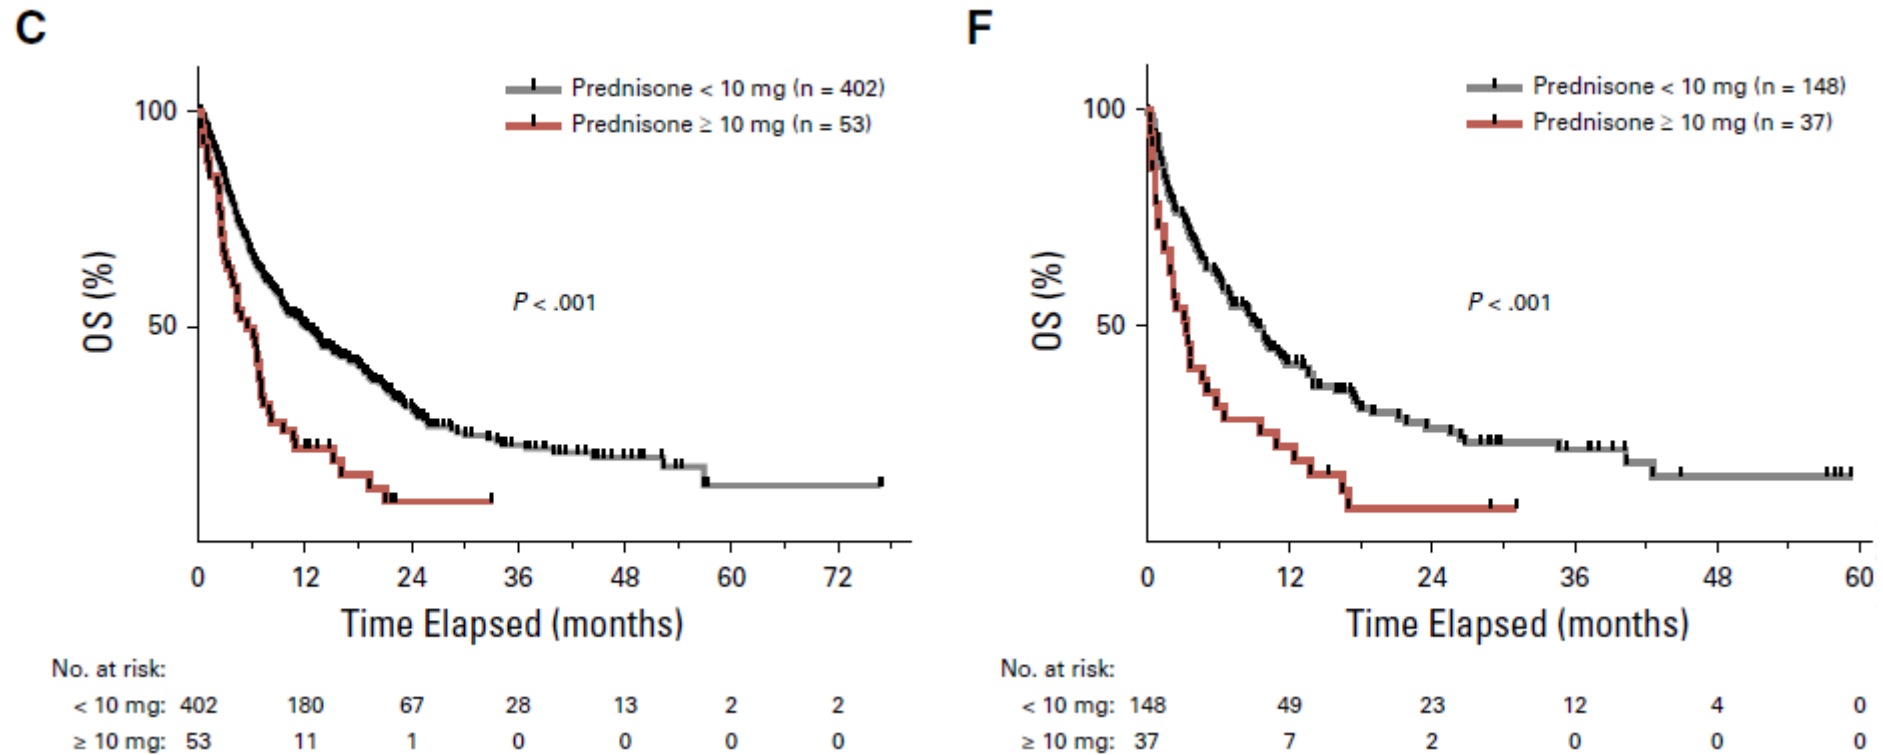 C
Prednisone < 10 mg (n = 402)
Prednisone ≥ 10 mg (n = 53)
100
50
OS (%)
P < .001
0 12 24 36 48 60 72
Time Elapsed (months)
No. at risk:
< 10 mg: 402 180 67 28 13 2 2
≥ 10 mg: 53 11 1 0 0 0 0
F
Prednisone < 10 mg (n = 148)
Prednisone ≥ 10 mg (n = 37)
100
50
OS (%)
P < .001
0 12 24 36 48 60
Time Elapsed (months)
No. at risk:
< 10 mg: 148 49 23 12 4 0
≥ 10 mg: 37 7 2 0 0 0